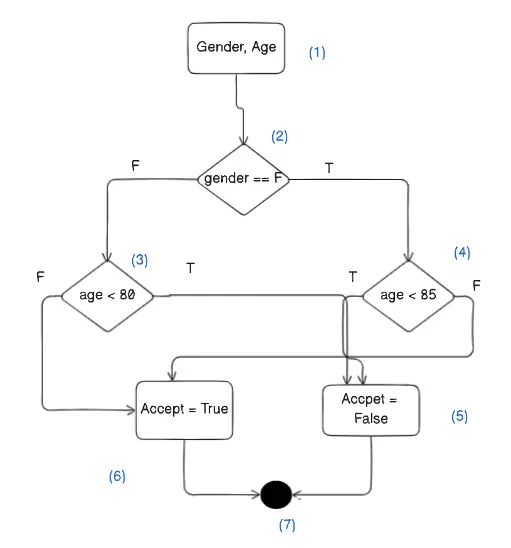 Gender, Age
(1)
(2)
F
gender == F
T
(3)
(4)
F
age < 80
T
T
age < 85
F
Accept = True
Accpet =
False
(5)
(6)
(7)